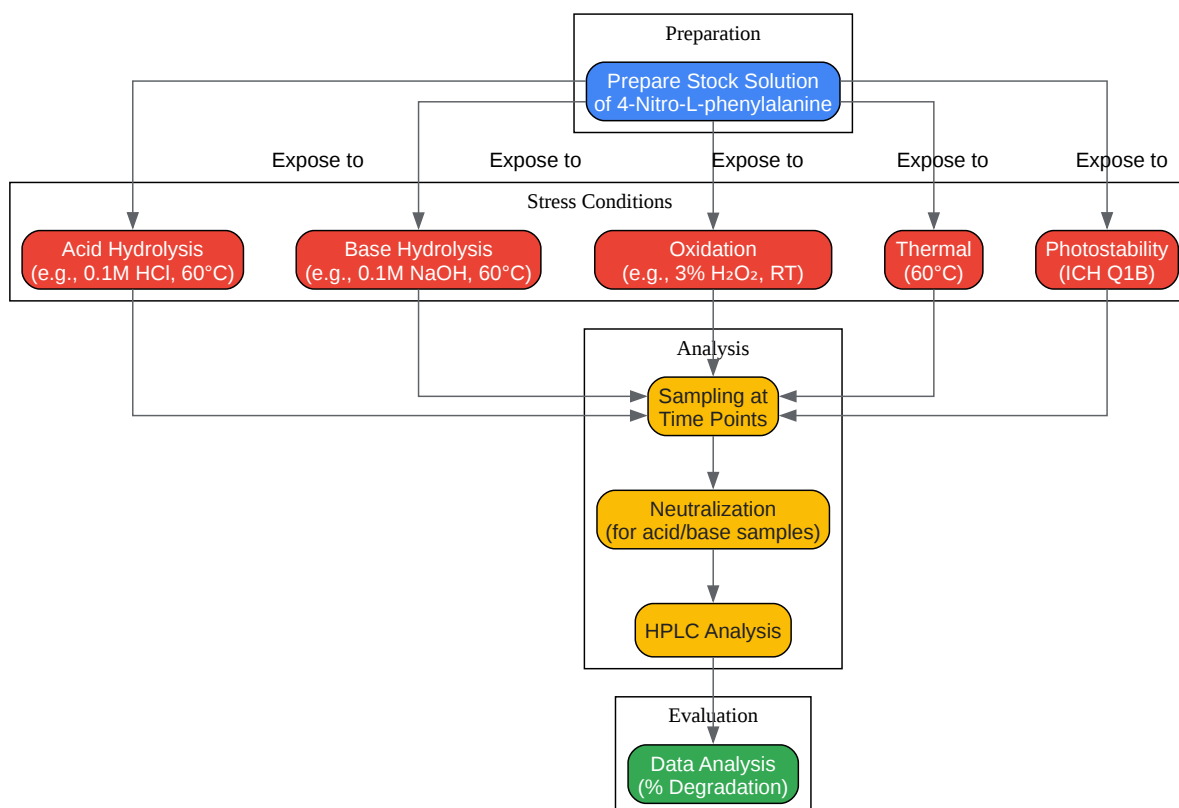 Preparation
Prepare Stock Solution
of 4-Nitro-L-phenylalanine
Expose to
Expose to
Expose to
Expose to
Expose to
Stress Conditions
Acid Hydrolysis
(e.g., 0.1M HCl, 60°C)
Base Hydrolysis
(e.g., 0.1M NaOH, 60°C)
Oxidation
(e.g., 3% H₂O₂, RT)
Thermal
(60°C)
Photostability
(ICH Q1B)
Analysis
Sampling at
Time Points
Neutralization
(for acid/base samples)
HPLC Analysis
Evaluation
Data Analysis
(% Degradation)